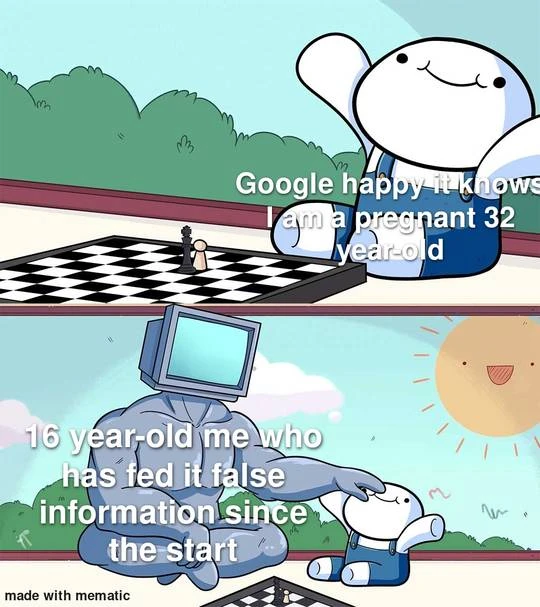 Google happy it knows
I am a pregnant 32
year-old
16 year-old me who
has fed it false
information since
the start
made with mematic